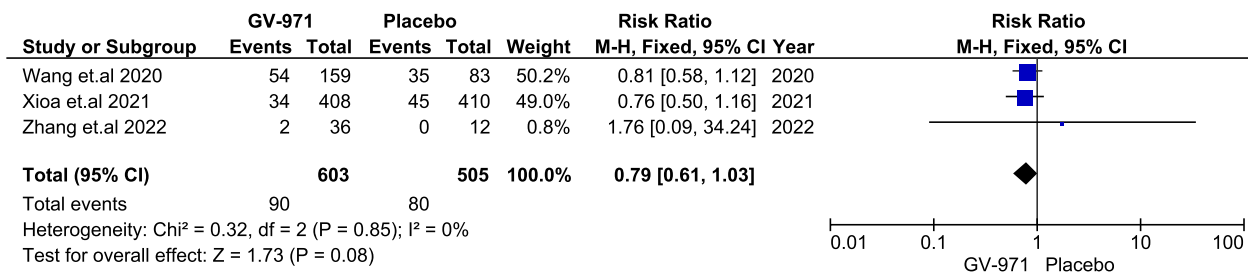 GV-971 Placebo Risk Ratio Risk Ratio
Study or Subgroup Events Total Events Total Weight M-H, Fixed, 95% CI Year M-H, Fixed, 95% CI
Wang et.al 2020 54 159 35 83 50.2% 0.81 [0.58, 1.12] 2020
Xioa et.al 2021 34 408 45 410 49.0% 0.76 [0.50, 1.16] 2021
Zhang et.al 2022 2 36 0 12 0.8% 1.76 [0.09, 34.24] 2022
Total (95% CI) 603 505 100.0% 0.79 [0.61, 1.03]
Total events 90 80
Heterogeneity: Chi² = 0.32, df = 2 (P = 0.85); I² = 0%
Test for overall effect: Z = 1.73 (P = 0.08)
0.01 0.1 1 10 100
GV-971 Placebo